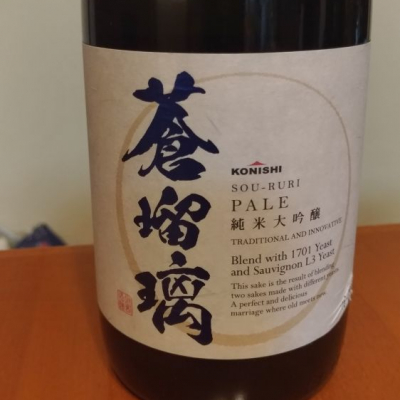 蒼瑠璃
KONISHI
SOU-RURI
PALE
純米大吟醸
TRADITIONAL AND INNOVATIVE
Blend with 1701 Yeast
and Sauvignon L3 Yeast
This sake is the result of blending
two sakes made with different yeasts.
A perfect and delicious
marriage where old meets new.